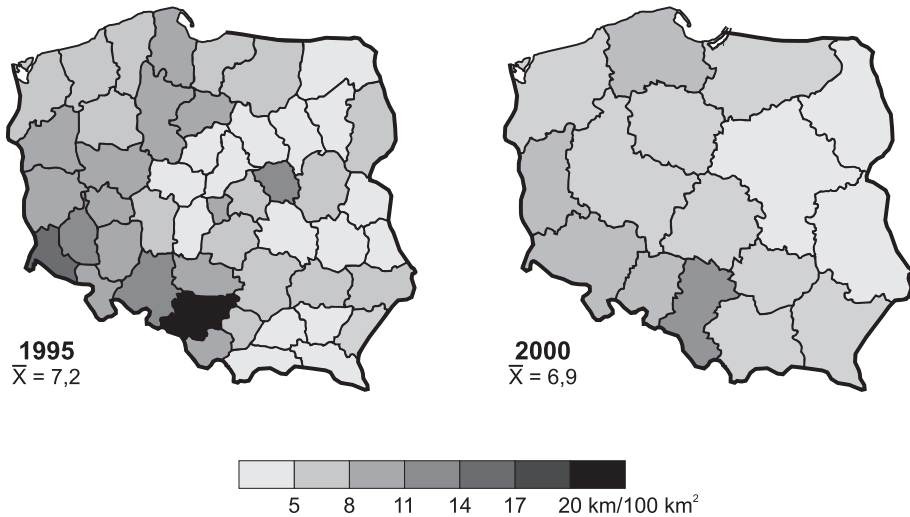 1995
X̅ = 7,2
2000
X̅ = 6,9
5 8 11 14 17 20 km/100 km²